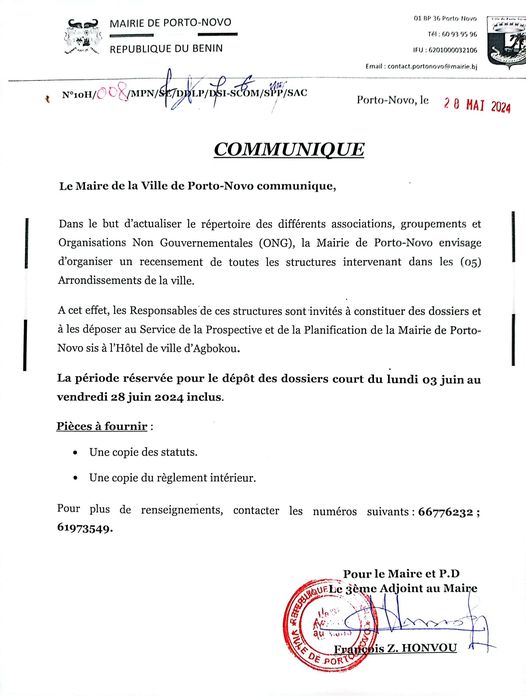 MAIRIE DE PORTO-NOVO
REPUBLIQUE DU BENIN
01 BP 36 Porto Novo
Tél : 60 93 95 96
IFU : 6201000032106
Email : contact.portonovo@mairie.bj
N°10H/008/MPN/SE/DDLP/DSI-SCOM/SPP/SAC
Porto-Novo, le 28 MAI 2024
COMMUNIQUE
Le Maire de la Ville de Porto-Novo communique,
Dans le but d'actualiser le répertoire des différents associations, groupements et
Organisations Non Gouvernementales (ONG), la Mairie de Porto-Novo envisage
d'organiser un recensement de toutes les structures intervenant dans les (05)
Arrondissements de la ville.
A cet effet, les Responsables de ces structures sont invités à constituer des dossiers et
à les déposer au Service de la Prospective et de la Planification de la Mairie de Porto-
Novo sis à l'Hôtel de ville d'Agbokou.
La période réservée pour le dépôt des dossiers court du lundi 03 juin au
vendredi 28 juin 2024 inclus.
Pièces à fournir :
• Une copie des statuts.
• Une copie du règlement intérieur.
Pour plus de renseignements, contacter les numéros suivants : 66776232 ;
61973549.
Pour le Maire et P.D
Le 3ème Adjoint au Maire
REPUBLIQUE
VILLE DE PORTO-NOVO
François Z. HONVOU